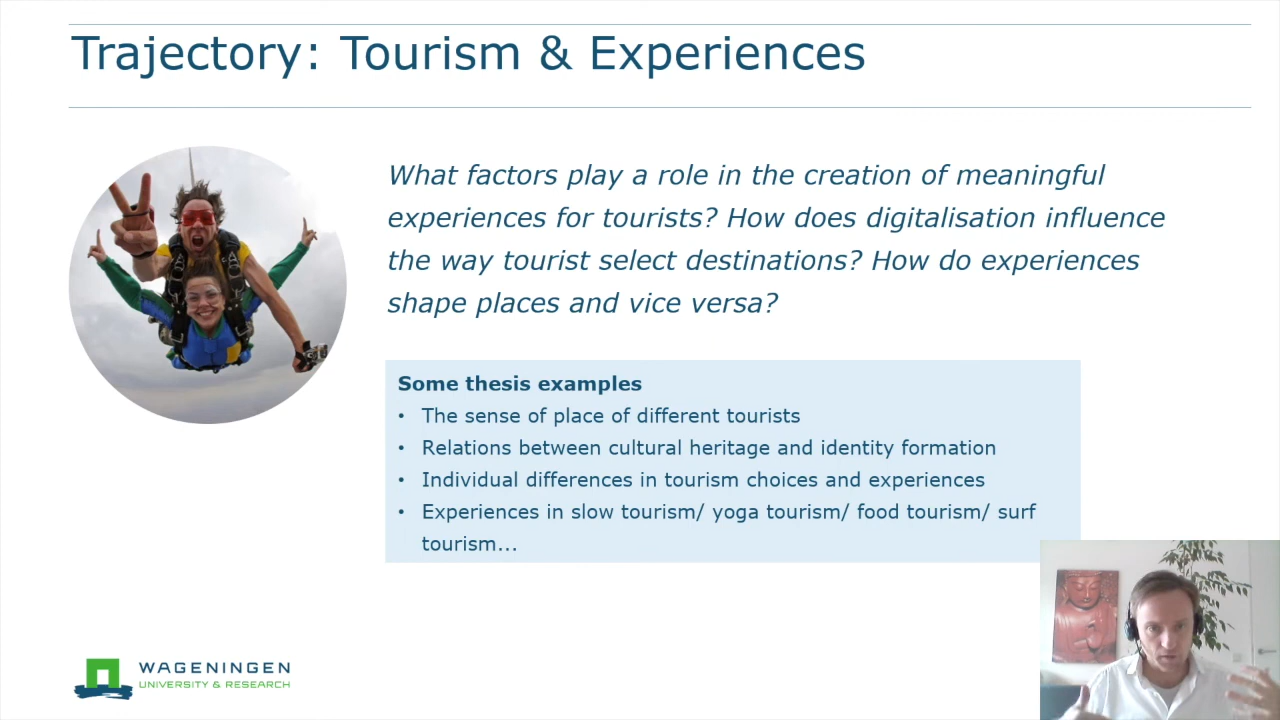 Trajectory: Tourism & Experiences
What factors play a role in the creation of meaningful
experiences for tourists? How does digitalisation influence
the way tourist select destinations? How do experiences
shape places and vice versa?
Some thesis examples
• The sense of place of different tourists
• Relations between cultural heritage and identity formation
• Individual differences in tourism choices and experiences
• Experiences in slow tourism/ yoga tourism/ food tourism/ surf
tourism...
WAGENINGEN
UNIVERSITY & RESEARCH